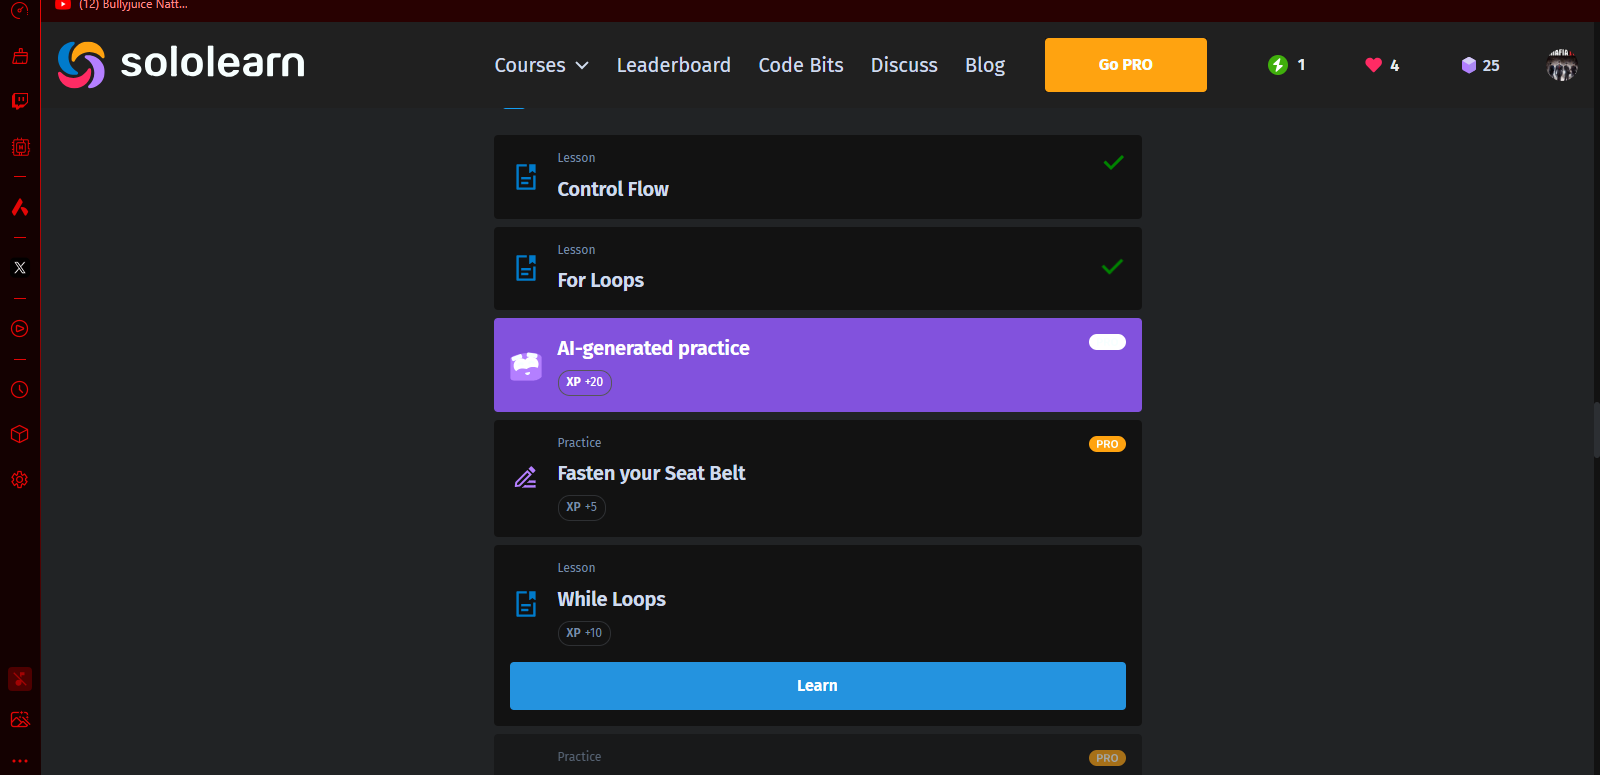 (12) Bullyjuice Natt...
sololearn
Courses Leaderboard Code Bits Discuss Blog Go PRO 1 4 25
Lesson
Control Flow
Lesson
For Loops
AI-generated practice
XP +20
Practice
PRO
Fasten your Seat Belt
XP +5
Lesson
While Loops
XP +10
Learn
Practice
PRO